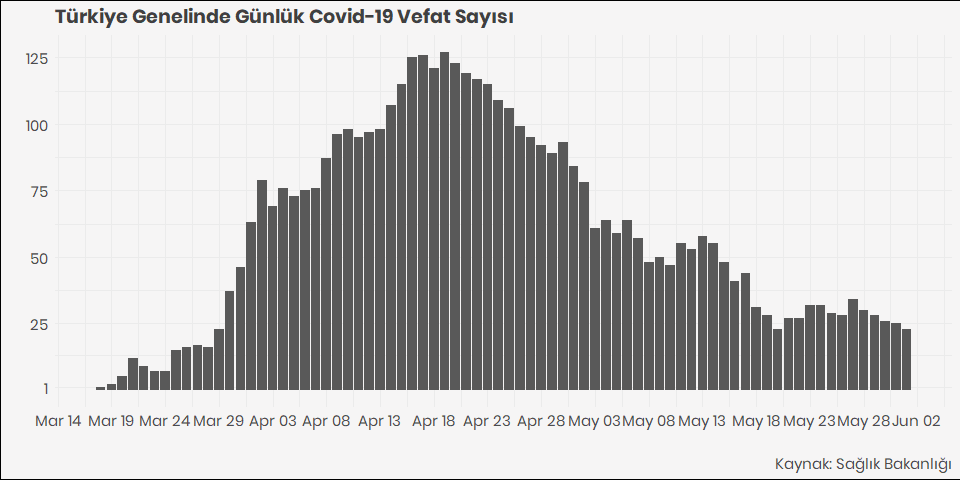 Türkiye Genelinde Günlük Covid-19 Vefat Sayısı
125
100
75
50
25
1
Mar 14 Mar 19 Mar 24 Mar 29 Apr 03 Apr 08 Apr 13 Apr 18 Apr 23 Apr 28 May 03 May 08 May 13 May 18 May 23 May 28 Jun 02
Kaynak: Sağlık Bakanlığı